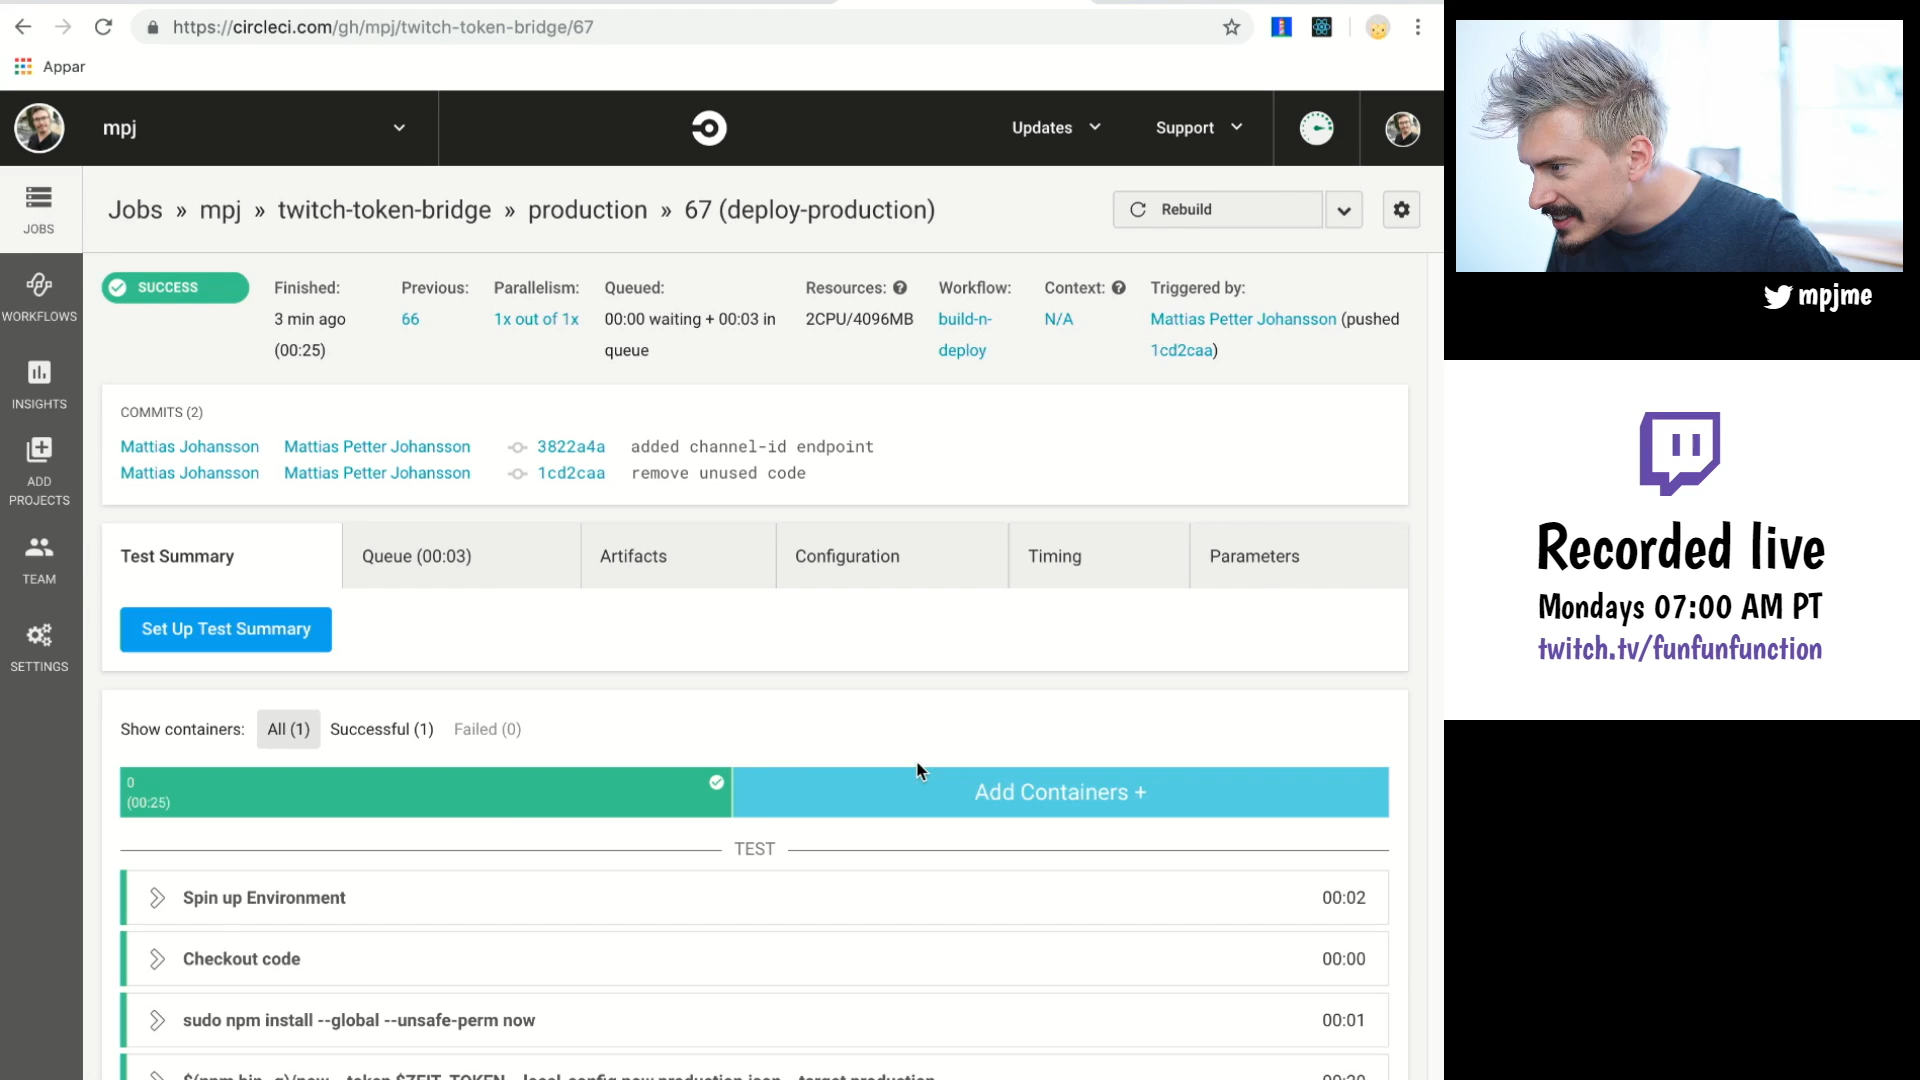 https://circleci.com/gh/mpj/twitch-token-bridge/67
Appar
mpj
Updates
Support
JOBS
Jobs » mpj » twitch-token-bridge » production » 67 (deploy-production)
Rebuild
WORKFLOWS
INSIGHTS
ADD PROJECTS
TEAM
SETTINGS
SUCCESS
Finished:
3 min ago
(00:25)
Previous:
66
Parallelism:
1x out of 1x
Queued:
00:00 waiting + 00:03 in
queue
Resources:
2CPU/4096MB
Workflow:
build-n-
deploy
Context:
N/A
Triggered by:
Mattias Petter Johansson (pushed
1cd2caa)
COMMITS (2)
Mattias Johansson Mattias Petter Johansson 3822a4a added channel-id endpoint
Mattias Johansson Mattias Petter Johansson 1cd2caa remove unused code
Test Summary
Queue (00:03)
Artifacts
Configuration
Timing
Parameters
Set Up Test Summary
Show containers: All (1) Successful (1) Failed (0)
0
(00:25)
Add Containers +
TEST
Spin up Environment 00:02
Checkout code 00:00
sudo npm install --global --unsafe-perm now 00:01
mpjme
Recorded live
Mondays 07:00 AM PT
twitch.tv/funfunfunction